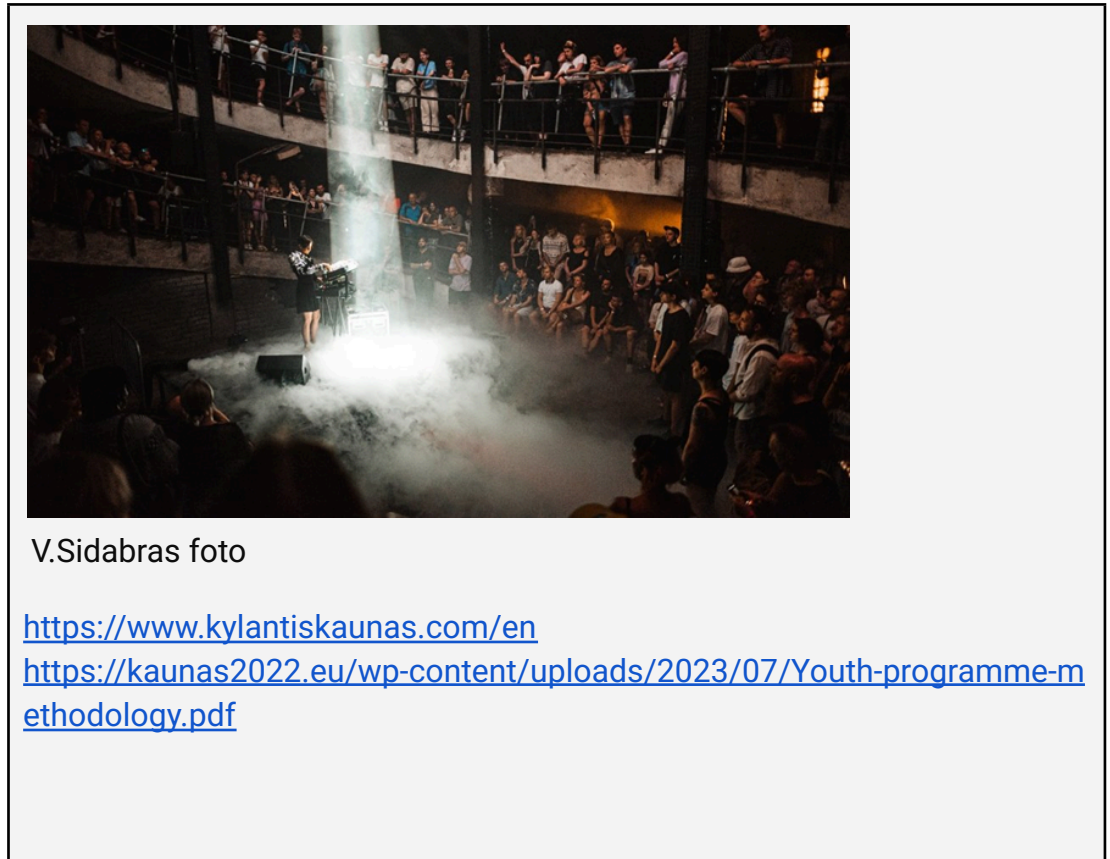 V.Sidabras foto
https://www.kylantiskaunas.com/en
https://kaunas2022.eu/wp-content/uploads/2023/07/Youth-programme-m
ethodology.pdf